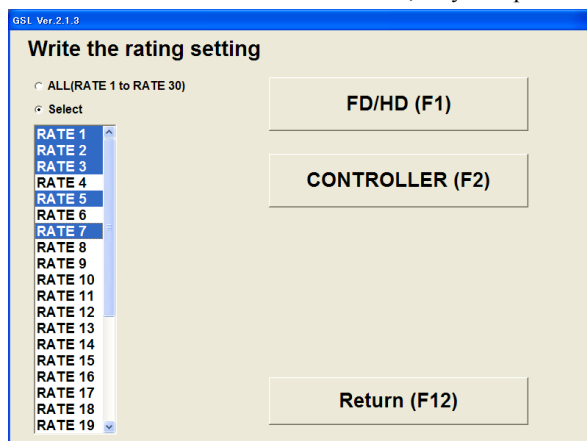 GSL Ver.2.1.3
Write the rating setting
ALL(RATE 1 to RATE 30)
Select
RATE 1
RATE 2
RATE 3
RATE 4
RATE 5
RATE 6
RATE 7
RATE 8
RATE 9
RATE 10
RATE 11
RATE 12
RATE 13
RATE 14
RATE 15
RATE 16
RATE 17
RATE 18
RATE 19
FD/HD (F1)
CONTROLLER (F2)
Return (F12)